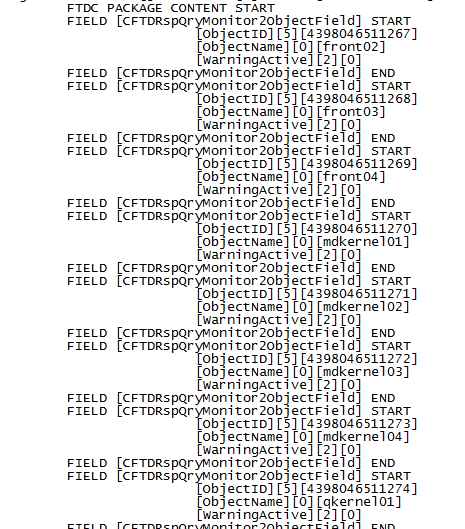 FTDC PACKAGE CONTENT START
FIELD [CFTDRspQryMonitor2ObjectField] START
[ObjectID][5][4398046511267]
[ObjectName][0][front02]
[WarningActive][2][0]
FIELD [CFTDRspQryMonitor2ObjectField] END
FIELD [CFTDRspQryMonitor2ObjectField] START
[ObjectID][5][4398046511268]
[ObjectName][0][front03]
[WarningActive][2][0]
FIELD [CFTDRspQryMonitor2ObjectField] END
FIELD [CFTDRspQryMonitor2ObjectField] START
[ObjectID][5][4398046511269]
[ObjectName][0][front04]
[WarningActive][2][0]
FIELD [CFTDRspQryMonitor2ObjectField] END
FIELD [CFTDRspQryMonitor2ObjectField] START
[ObjectID][5][4398046511270]
[ObjectName][0][mdkernel01]
[WarningActive][2][0]
FIELD [CFTDRspQryMonitor2ObjectField] END
FIELD [CFTDRspQryMonitor2ObjectField] START
[ObjectID][5][4398046511271]
[ObjectName][0][mdkernel02]
[WarningActive][2][0]
FIELD [CFTDRspQryMonitor2ObjectField] END
FIELD [CFTDRspQryMonitor2ObjectField] START
[ObjectID][5][4398046511272]
[ObjectName][0][mdkernel03]
[WarningActive][2][0]
FIELD [CFTDRspQryMonitor2ObjectField] END
FIELD [CFTDRspQryMonitor2ObjectField] START
[ObjectID][5][4398046511273]
[ObjectName][0][mdkernel04]
[WarningActive][2][0]
FIELD [CFTDRspQryMonitor2ObjectField] END
FIELD [CFTDRspQryMonitor2ObjectField] START
[ObjectID][5][4398046511274]
[ObjectName][0][qkernel01]
[WarningActive][2][0]
FIELD [CFTDRspQryMonitor2ObjectField] END